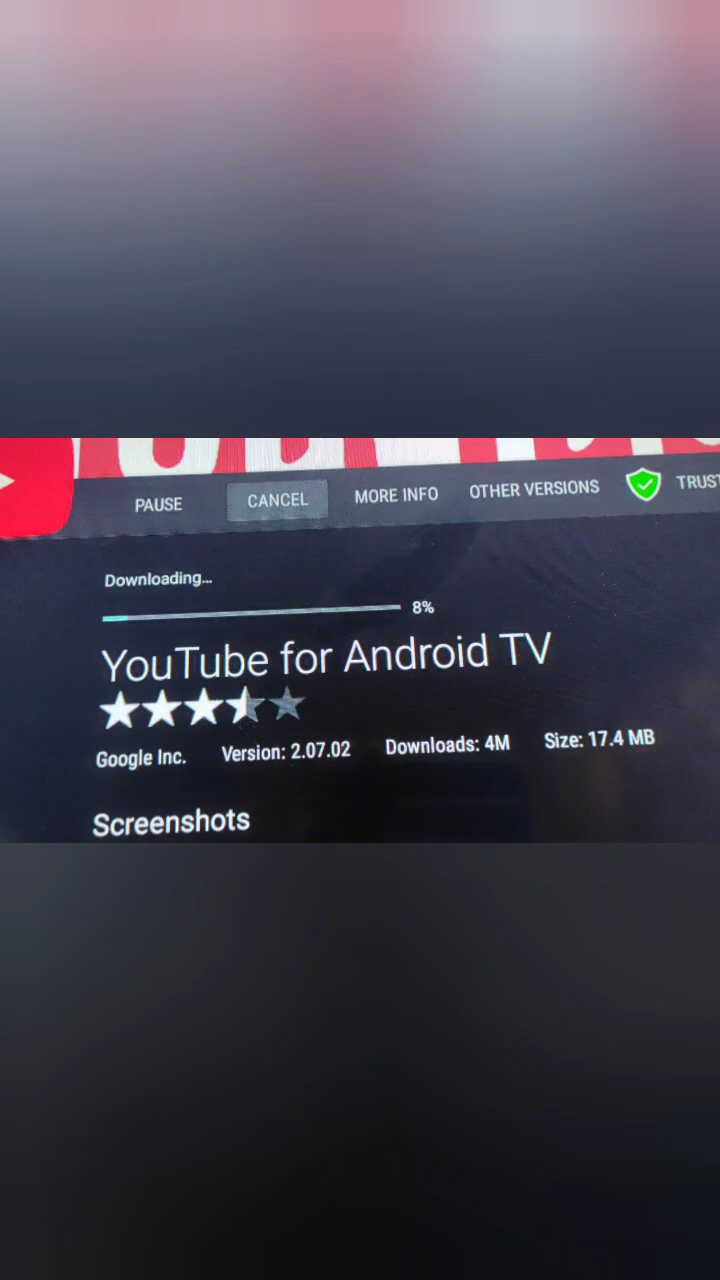 PAUSE CANCEL MORE INFO OTHER VERSIONS
Downloading...
8%
YouTube for Android TV
Google Inc. Version: 2.07.02 Downloads: 4M Size: 17.4 MB
Screenshots